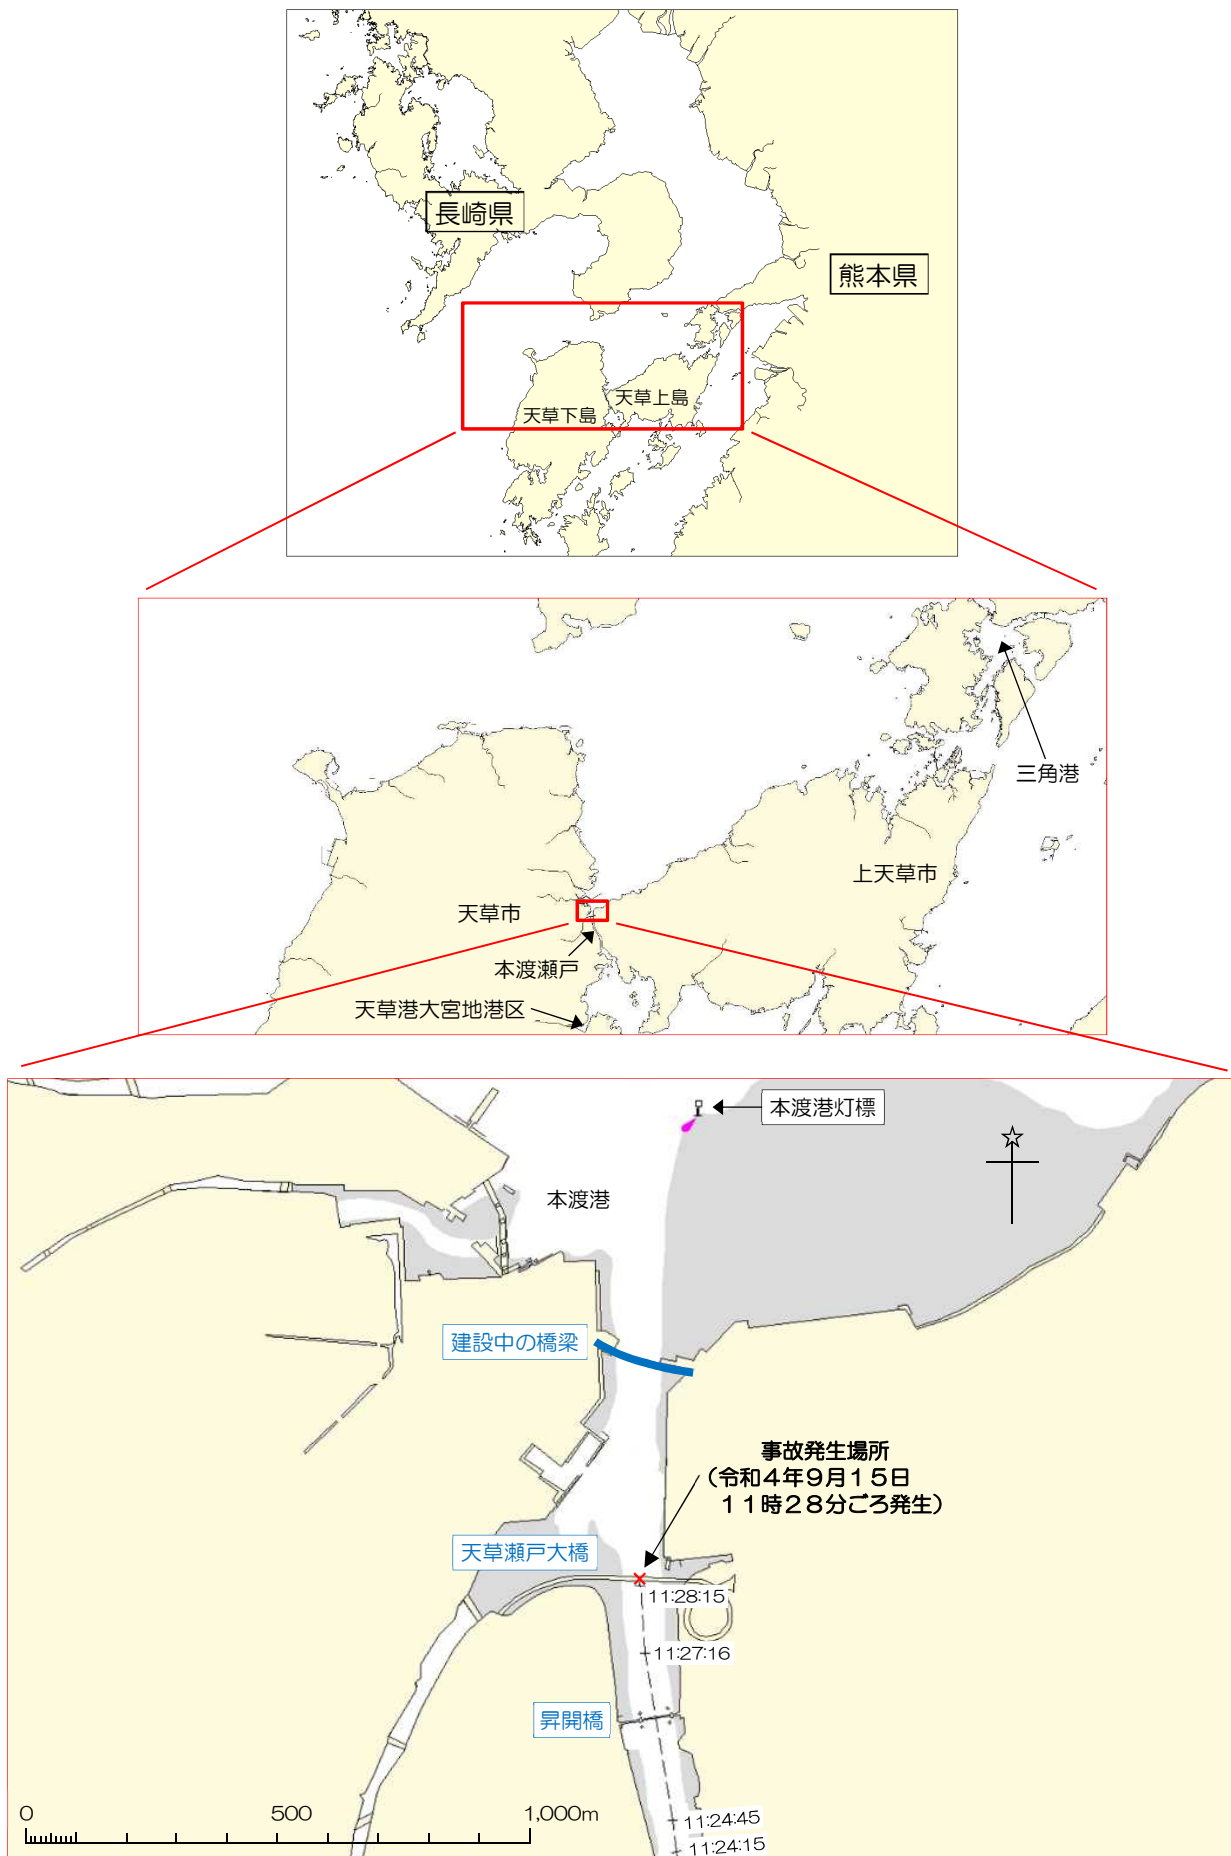 長崎県
熊本県
天草上島
天草下島
三角港
上天草市
天草市
本渡瀬戸
天草港大宮地港区
本渡港灯標
本渡港
建設中の橋梁
事故発生場所
（令和４年９月１５日
１１時２８分ごろ発生）
天草瀬戸大橋
11:28:15
11:27:16
昇開橋
0 500 1,000m
11:24:45
11:24:15